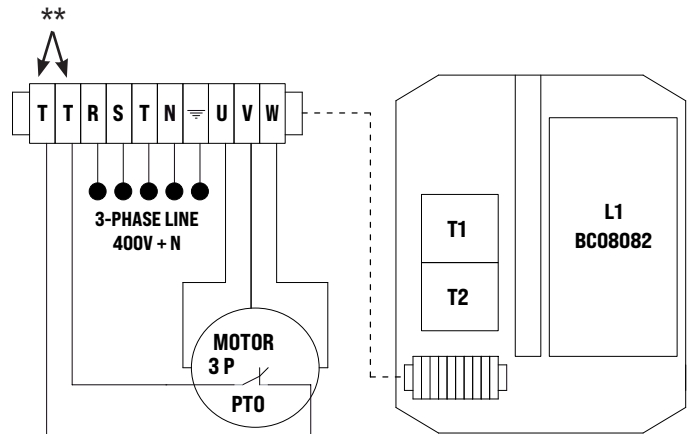 **
T T R S T N U V W
3-PHASE LINE
400V + N
MOTOR
3 P
PTO
T1
T2
L1
BC08082